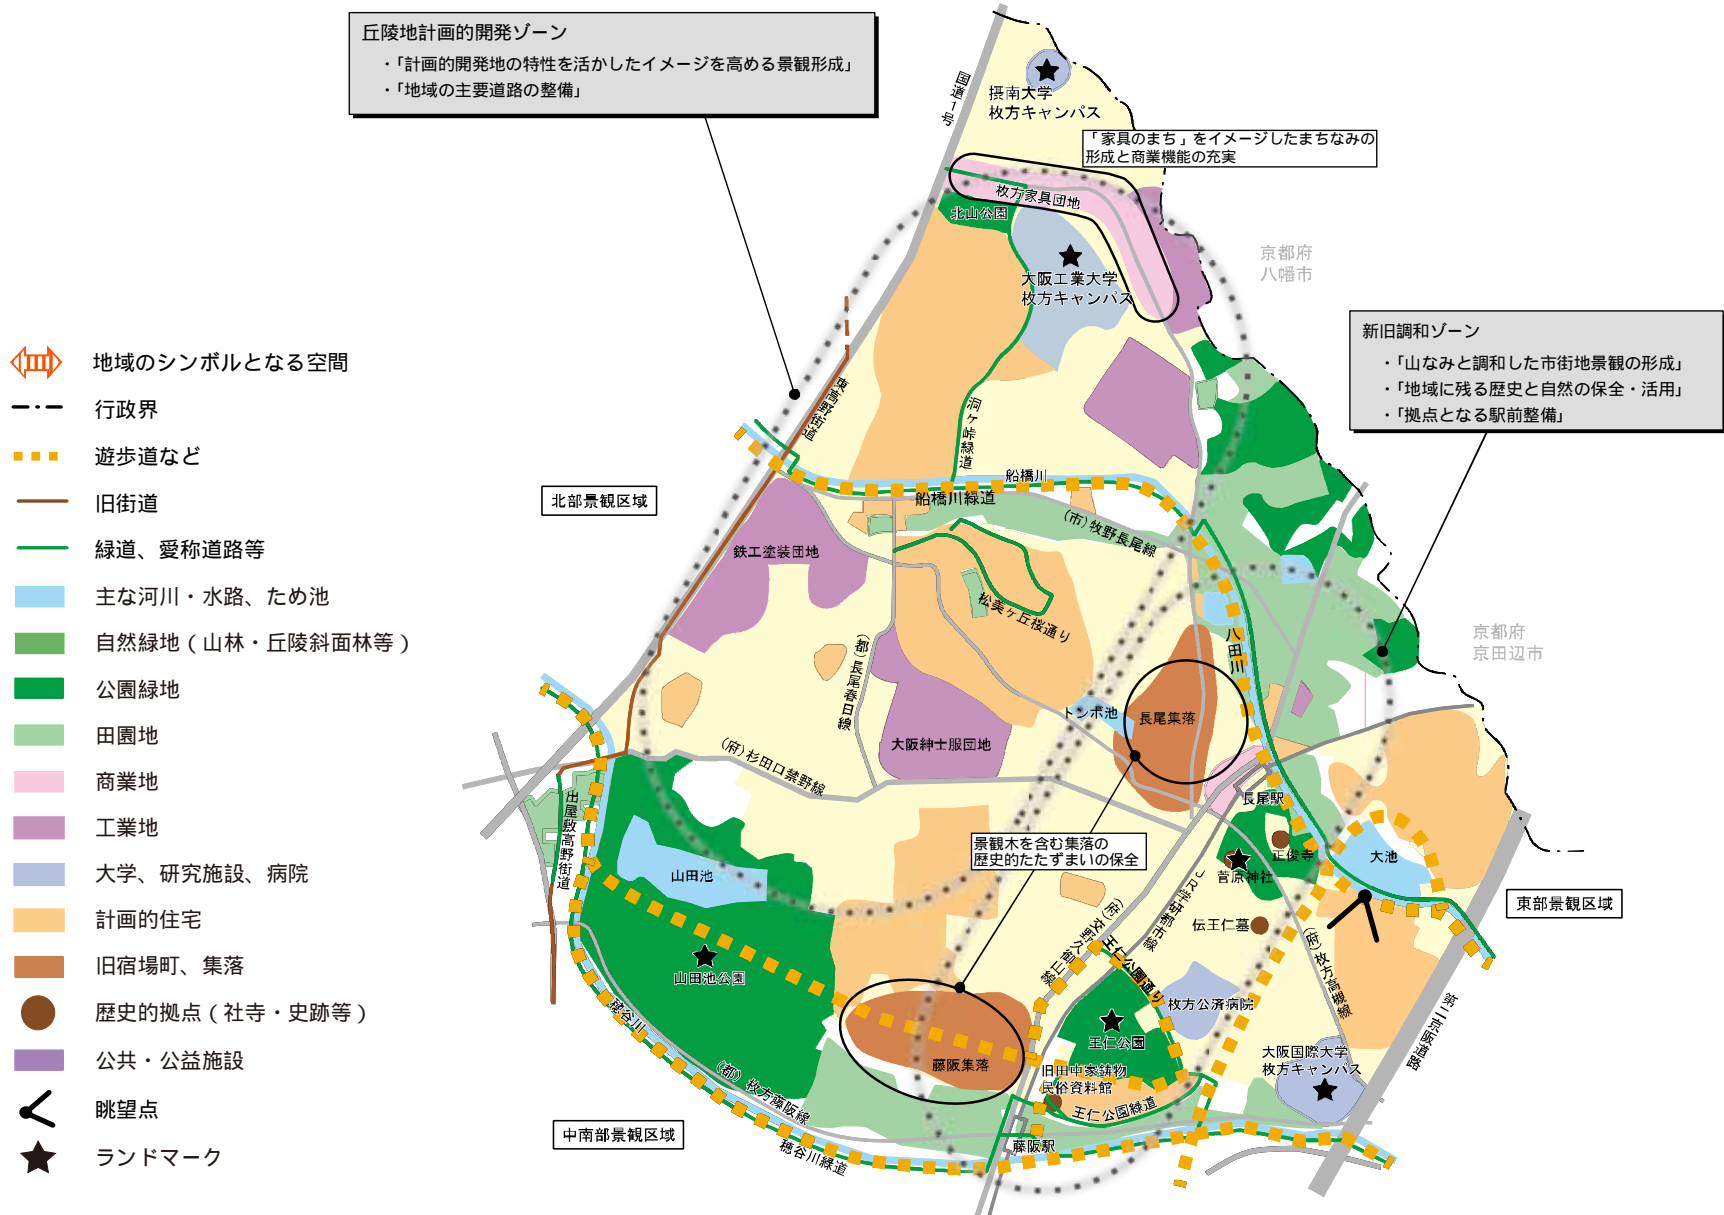 丘陵地計画的開発ゾーン
・「計画的開発地の特性を活かしたイメージを高める景観形成」
・「地域の主要道路の整備」
国道1号
摂南大学
枚方キャンパス
「家具のまち」をイメージしたまちなみの
形成と商業機能の充実
枚方家具団地
北山公園
大阪工業大学
枚方キャンパス
京都府
八幡市
新旧調和ゾーン
・「山なみと調和した市街地景観の形成」
・「地域に残る歴史と自然の保全・活用」
・「拠点となる駅前整備」
地域のシンボルとなる空間
行政界
遊歩道など
旧街道
緑道、愛称道路等
主な河川・水路、ため池
自然緑地（山林・丘陵斜面林等）
公園緑地
田園地
商業地
工業地
大学、研究施設、病院
計画的住宅
旧宿場町、集落
歴史的拠点（社寺・史跡等）
公共・公益施設
眺望点
ランドマーク
東高野街道
洞ヶ峠緑道
船橋川
船橋川緑道
北部景観区域
(市)牧野長尾線
鉄工塗装団地
松美ヶ丘桜通り
八田川
京都府
京田辺市
(都)長尾春日線
トンボ池
長尾集落
大阪紳士服団地
(府)杉田口禁野線
長尾駅
出屋敷高野街道
景観木を含む集落の
歴史的たたずまいの保全
正俊寺
大池
菅原神社
山田池
JR学研都市線
東部景観区域
(府)交野久御山線
伝王仁墓
(府)枚方高槻線
王仁公園通り
山田池公園
枚方公済病院
穂谷川
王仁公園
第二京阪道路
藤阪集落
大阪国際大学
枚方キャンパス
旧田中家鋳物
民俗資料館
(都)枚方藤阪線
王仁公園緑道
中南部景観区域
藤阪駅
穂谷川緑道